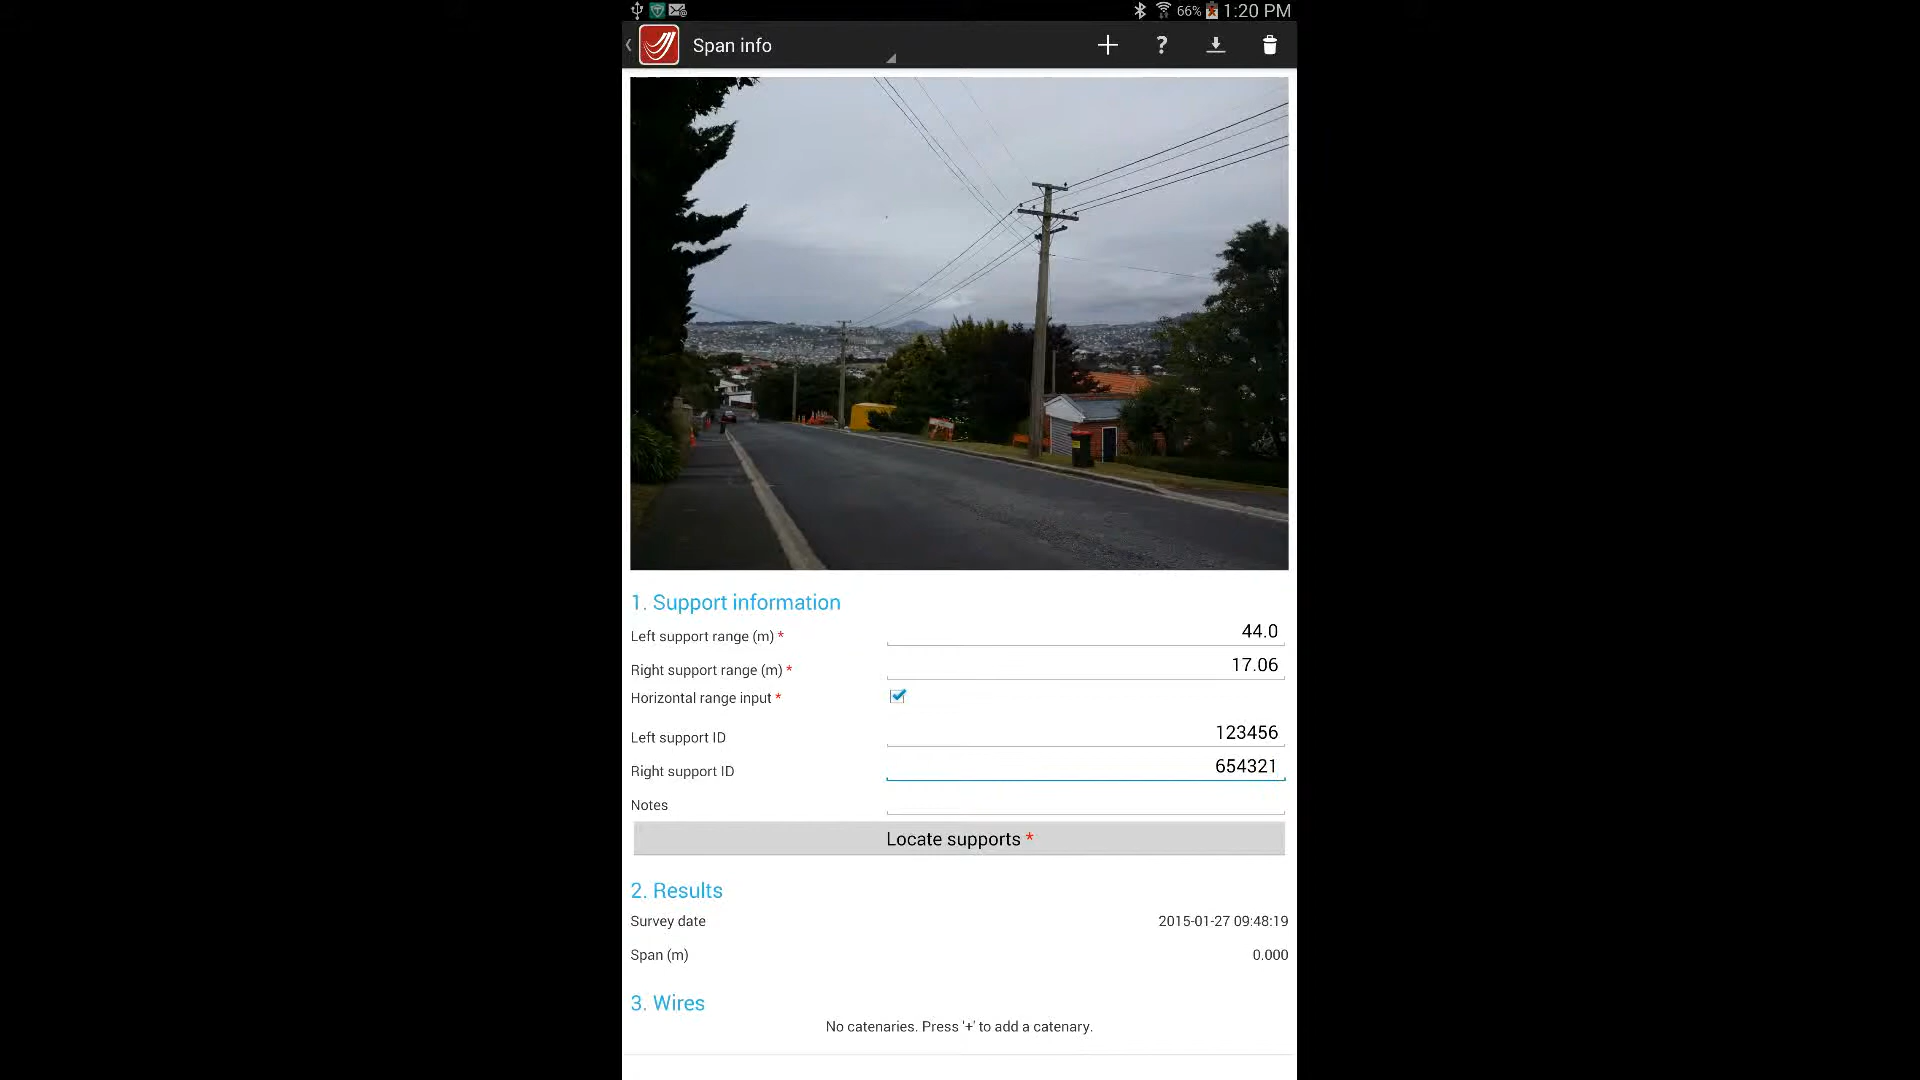 66% 1:20 PM
Span info
1. Support information
Left support range (m) * 44.0
Right support range (m) * 17.06
Horizontal range input *
Left support ID 123456
Right support ID 654321
Notes
Locate supports *
2. Results
Survey date 2015-01-27 09:48:19
Span (m) 0.000
3. Wires
No catenaries. Press '+' to add a catenary.